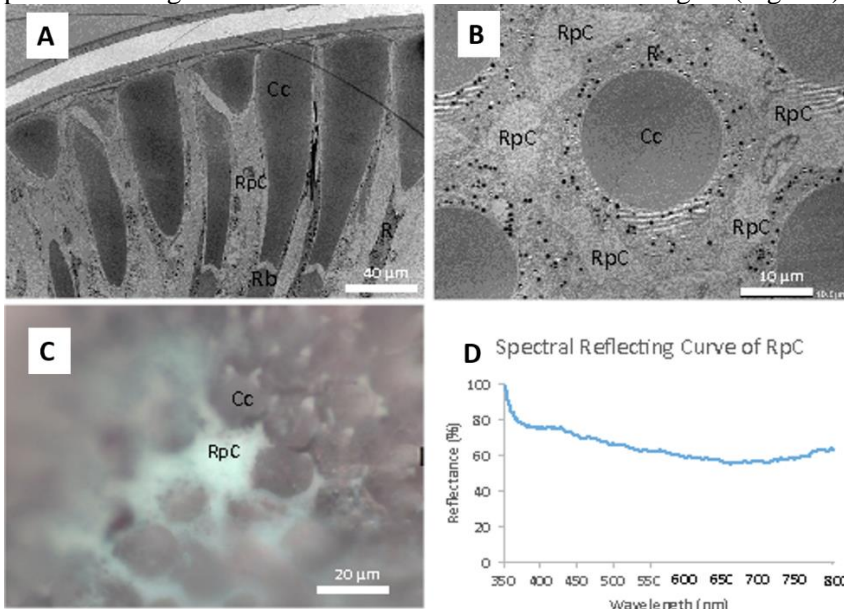 A
Cc
RpC
R
Rb
40 µm
B
RpC
R
RpC
RpC
Cc
RpC
RpC
10 µm
C
Cc
RpC
20 µm
D Spectral Reflecting Curve of RpC
Reflectance (%)
100
80
60
40
20
0
350 400 450 500 550 600 650 700 750 800
Wavelength (nm)